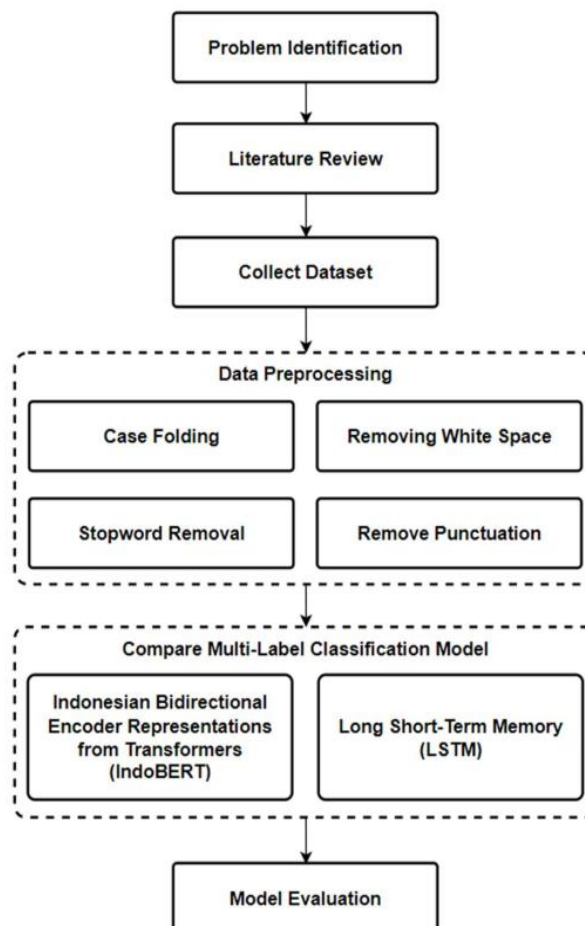 Problem Identification
Literature Review
Collect Dataset
Data Preprocessing
Case Folding
Removing White Space
Stopword Removal
Remove Punctuation
Compare Multi-Label Classification Model
Indonesian Bidirectional
Encoder Representations
from Transformers
(IndoBERT)
Long Short-Term Memory
(LSTM)
Model Evaluation